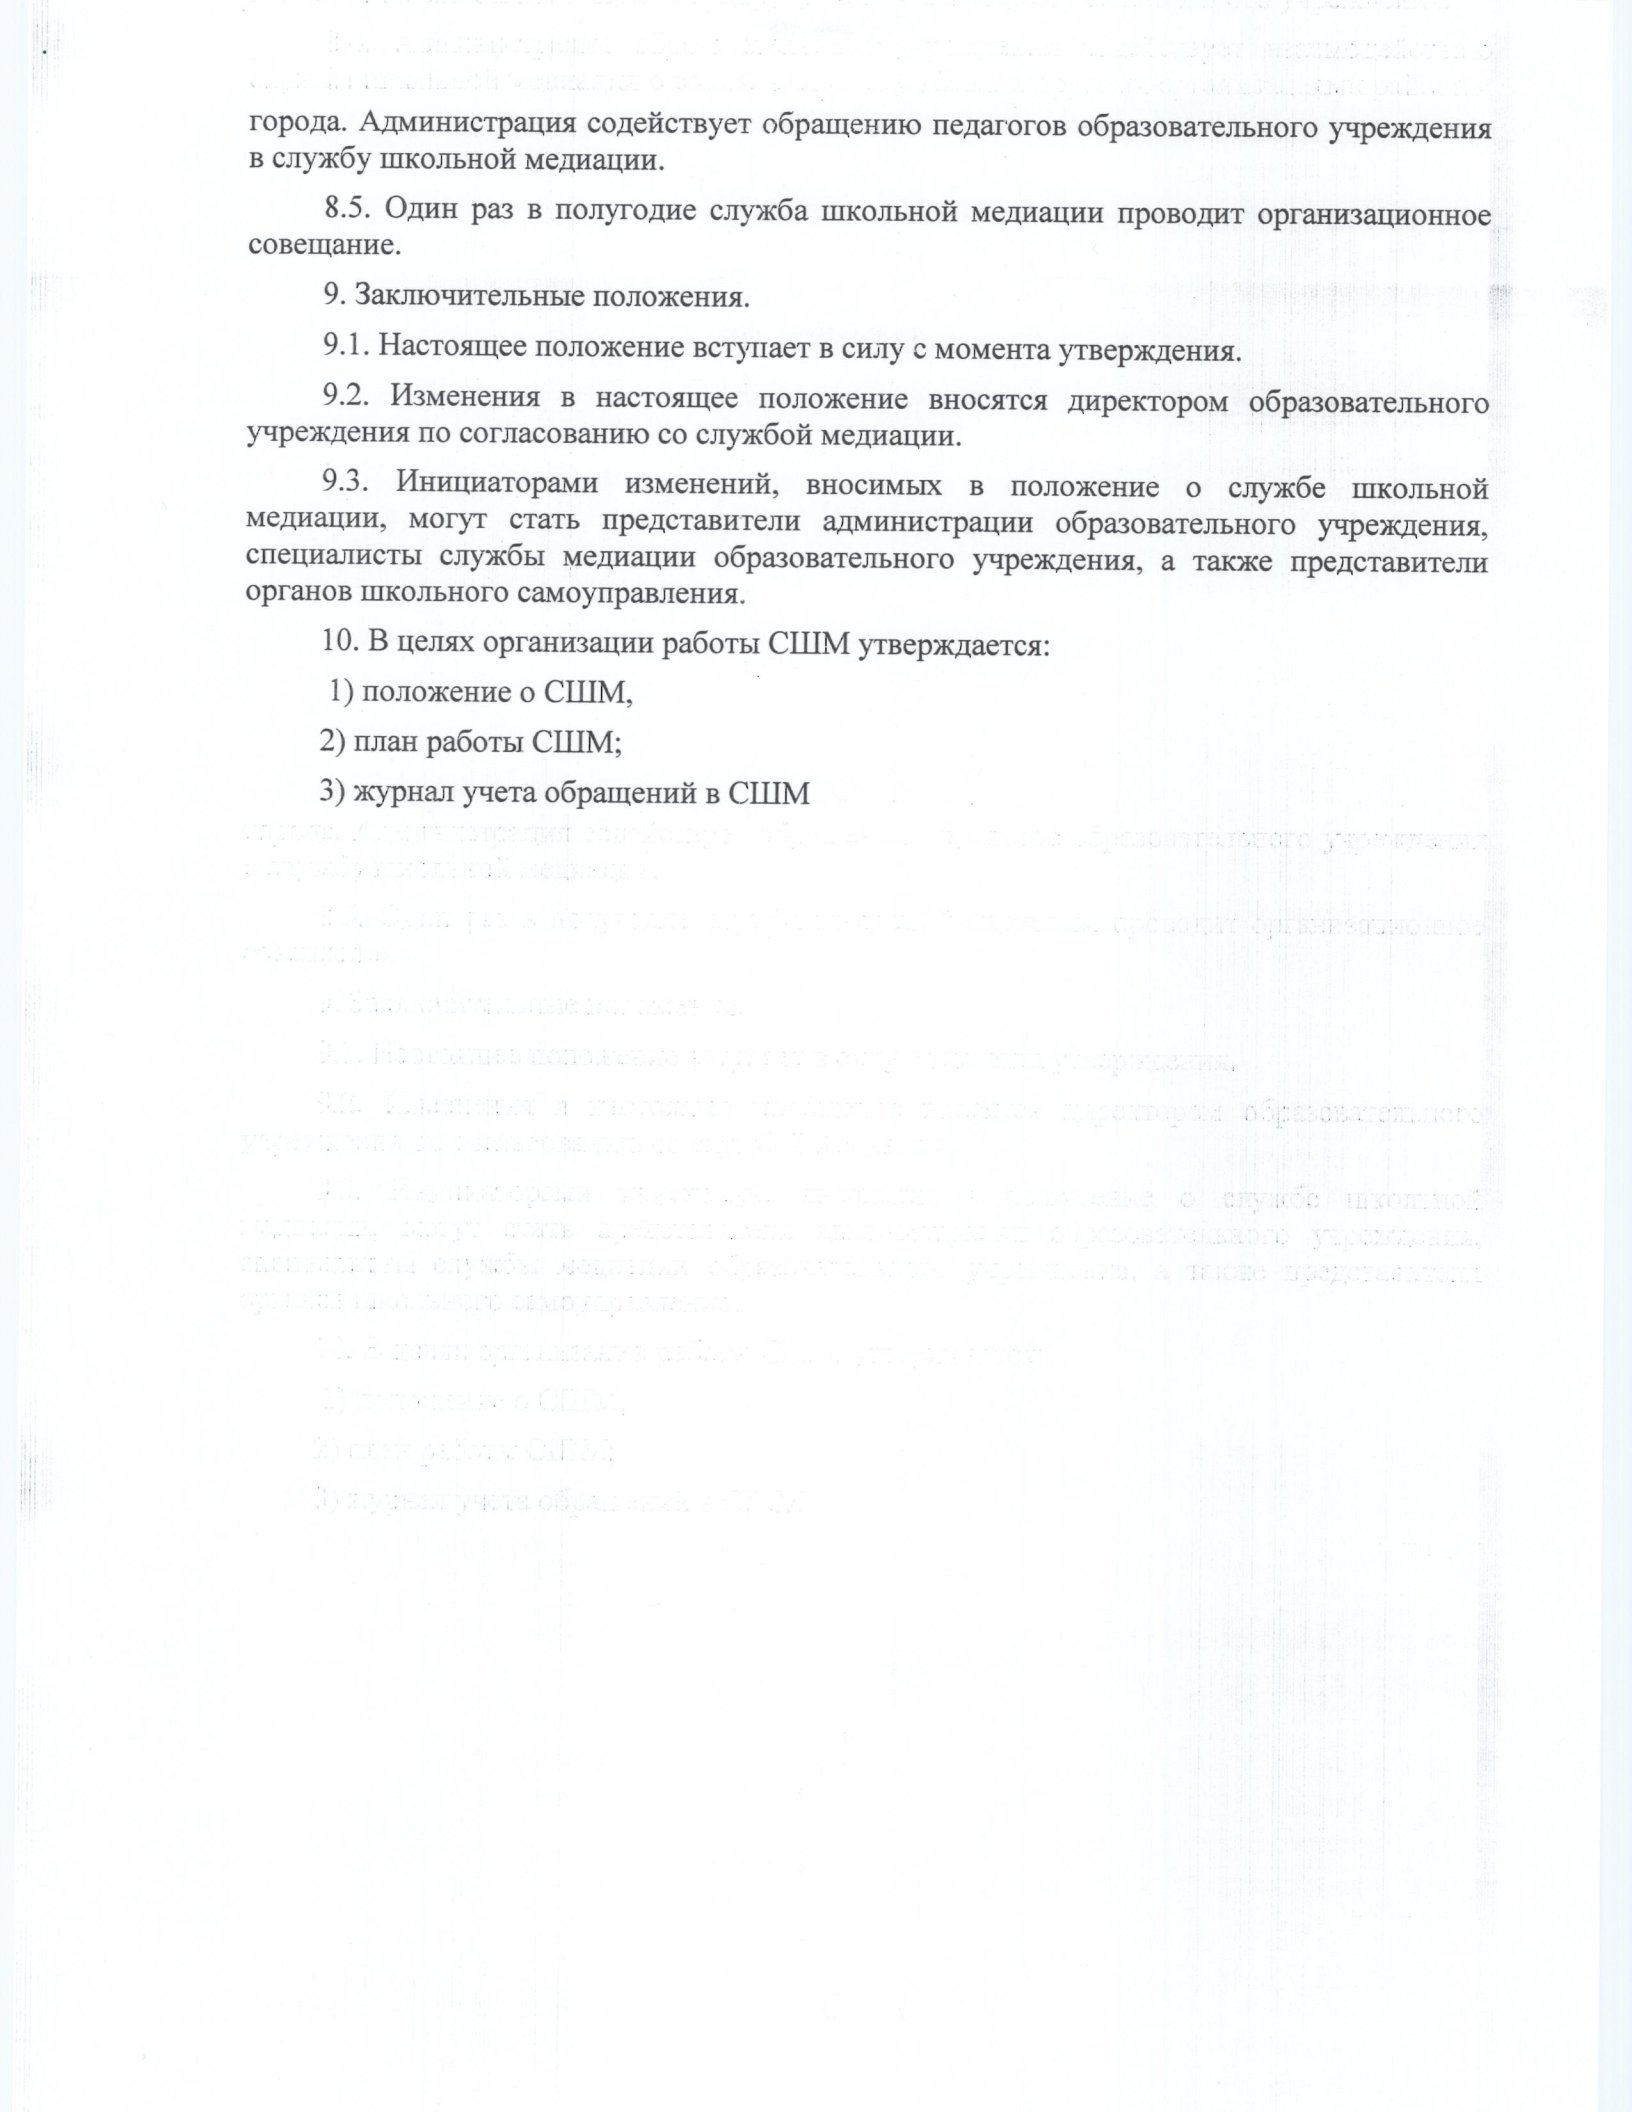 города. Администрация содействует обращению педагогов образовательного учреждения
в службу школьной медиации.
8.5. Один раз в полугодие служба школьной медиации проводит организационное
совещание.
9. Заключительные положения.
9.1. Настоящее положение вступает в силу с момента утверждения.
9.2. Изменения в настоящее положение вносятся директором образовательного
учреждения по согласованию со службой медиации.
9.3. Инициаторами изменений, вносимых в положение о службе школьной
медиации, могут стать представители администрации образовательного учреждения,
специалисты службы медиации образовательного учреждения, а также представители
органов школьного самоуправления.
10. В целях организации работы СШМ утверждается:
1) положение о СШМ,
2) план работы СШМ;
3) журнал учета обращений в СШМ